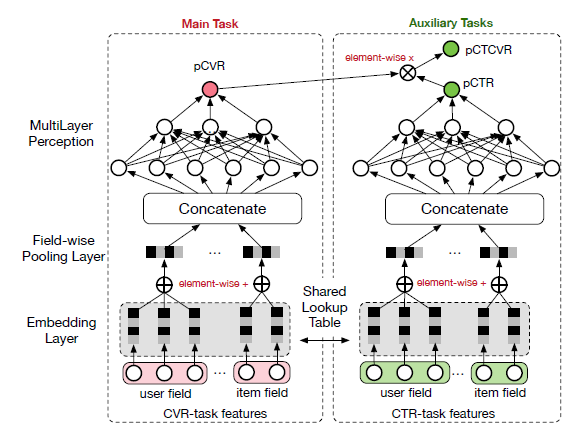 Main Task
Auxiliary Tasks
pCTCVR
element-wise x
pCVR
pCTR
MultiLayer
Perception
Concatenate
Concatenate
Field-wise
Pooling Layer
...
...
element-wise +
element-wise +
Shared
Lookup
Table
Embedding
Layer
...
...
user field
item field
user field
item field
CVR-task features
CTR-task features